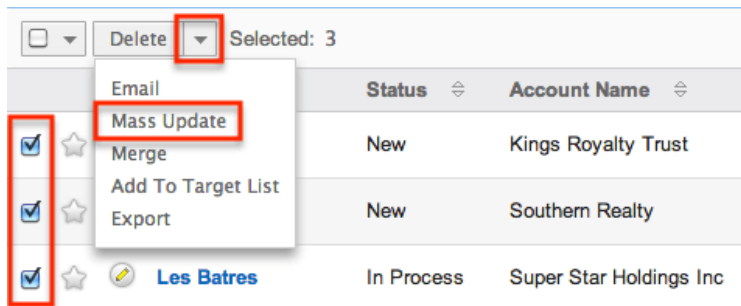 Delete Selected: 3
Email
Status Account Name
Mass Update
New Kings Royalty Trust
Merge
Add To Target List
New Southern Realty
Export
Les Batres In Process Super Star Holdings Inc